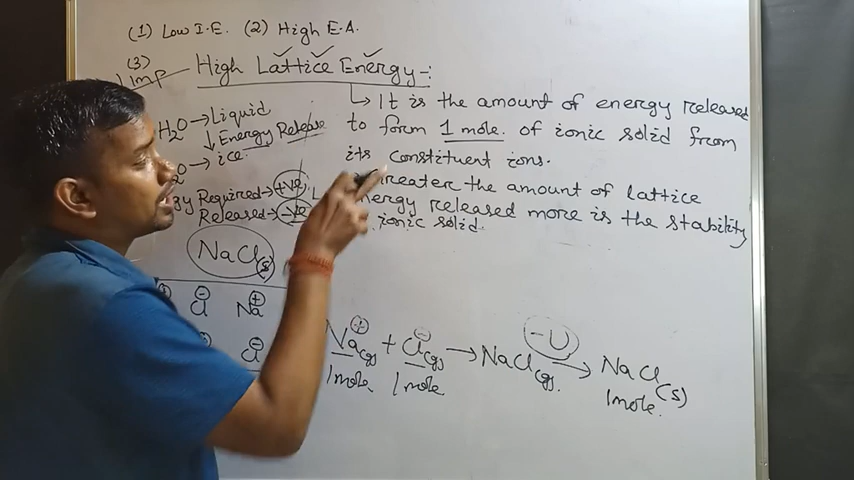 (1) Low I.E. (2) High E.A.
(3)
Imp High Lattice Energy-:
↳ It is the amount of energy released
to form 1 mole. of ionic solid from
its constituent ions.
Greater the amount of lattice
energy released more is the stability
ionic solid.
H2O → Liquid
↓ Energy Release
→ ice.
Required → +ve
Released → -ve
NaCl(s)
Cl⊖ Na⊕
Cl⊖
Na⊕(g) + Cl⊖(g) → NaCl(g). -U → NaCl(s)
1mole 1mole 1mole.